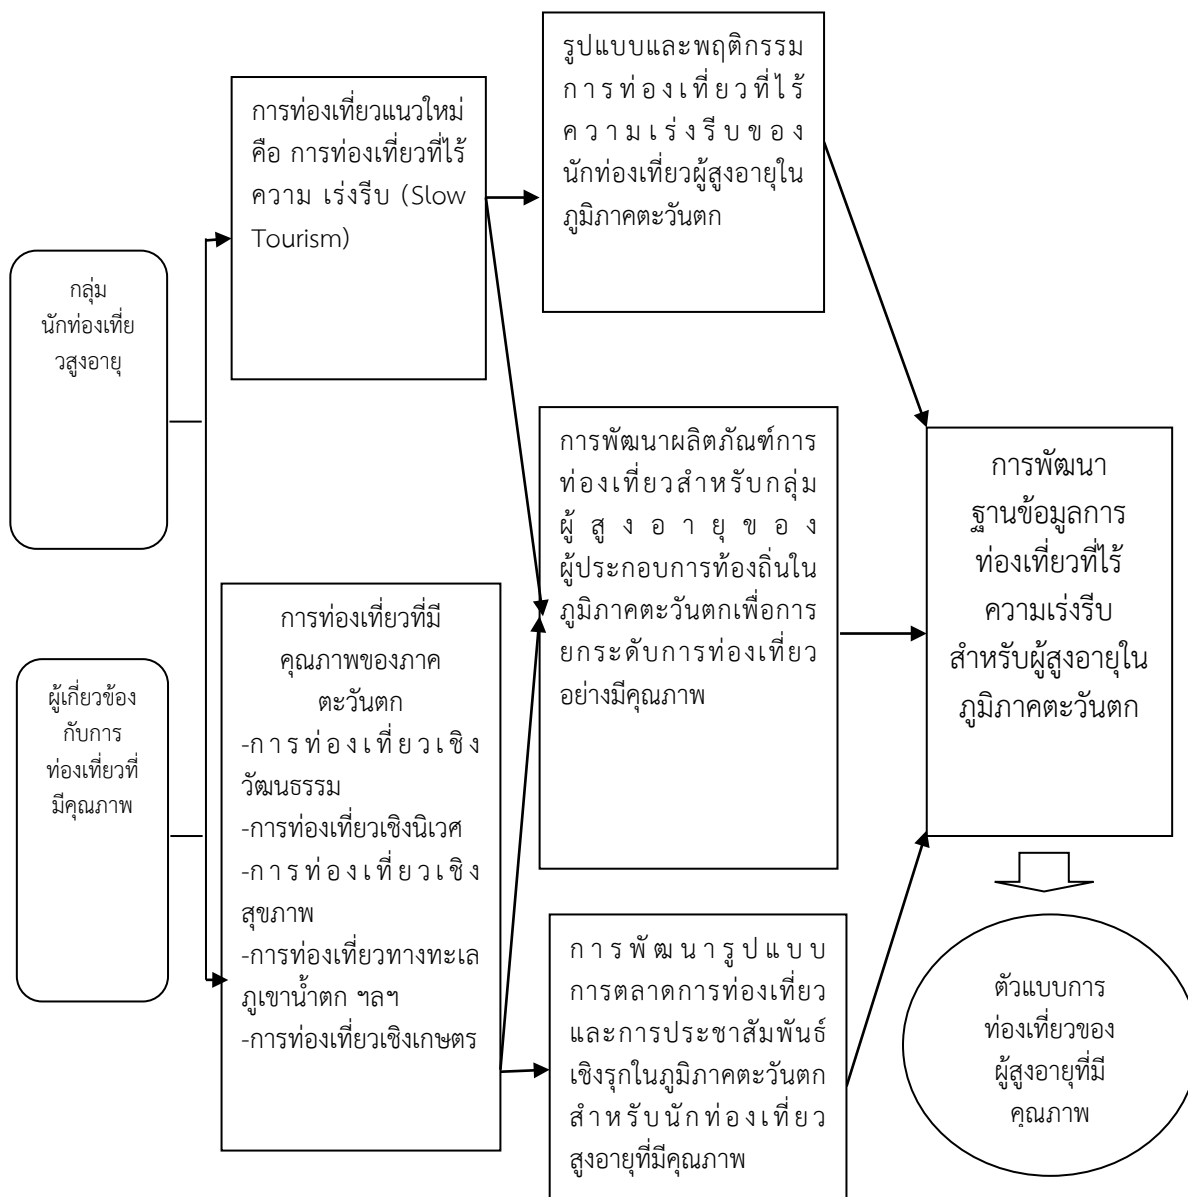 กลุ่ม
นักท่องเที่ย
วสูงอายุ
ผู้เกี่ยวข้อง
กับการ
ท่องเที่ยวที่
มีคุณภาพ
การท่องเที่ยวแนวใหม่
คือ การท่องเที่ยวที่ไร้
ความ เร่งรีบ (Slow
Tourism)
การท่องเที่ยวที่มี
คุณภาพของภาค
ตะวันตก
-การท่องเที่ยวเชิง
วัฒนธรรม
-การท่องเที่ยวเชิงนิเวศ
-การท่องเที่ยวเชิง
สุขภาพ
-การท่องเที่ยวทางทะเล
ภูเขาน้ำตก ฯลฯ
-การท่องเที่ยวเชิงเกษตร
รูปแบบและพฤติกรรม
การท่องเที่ยวที่ไร้
ความเร่งรีบของ
นักท่องเที่ยวผู้สูงอายุใน
ภูมิภาคตะวันตก
การพัฒนาผลิตภัณฑ์การ
ท่องเที่ยวสำหรับกลุ่ม
ผู้สูงอายุของ
ผู้ประกอบการท้องถิ่นใน
ภูมิภาคตะวันตกเพื่อการ
ยกระดับการท่องเที่ยว
อย่างมีคุณภาพ
การพัฒนารูปแบบ
การตลาดการท่องเที่ยว
และการประชาสัมพันธ์
เชิงรุกในภูมิภาคตะวันตก
สำหรับนักท่องเที่ยว
สูงอายุที่มีคุณภาพ
การพัฒนา
ฐานข้อมูลการ
ท่องเที่ยวที่ไร้
ความเร่งรีบ
สำหรับผู้สูงอายุใน
ภูมิภาคตะวันตก
ตัวแบบการ
ท่องเที่ยวของ
ผู้สูงอายุที่มี
คุณภาพ